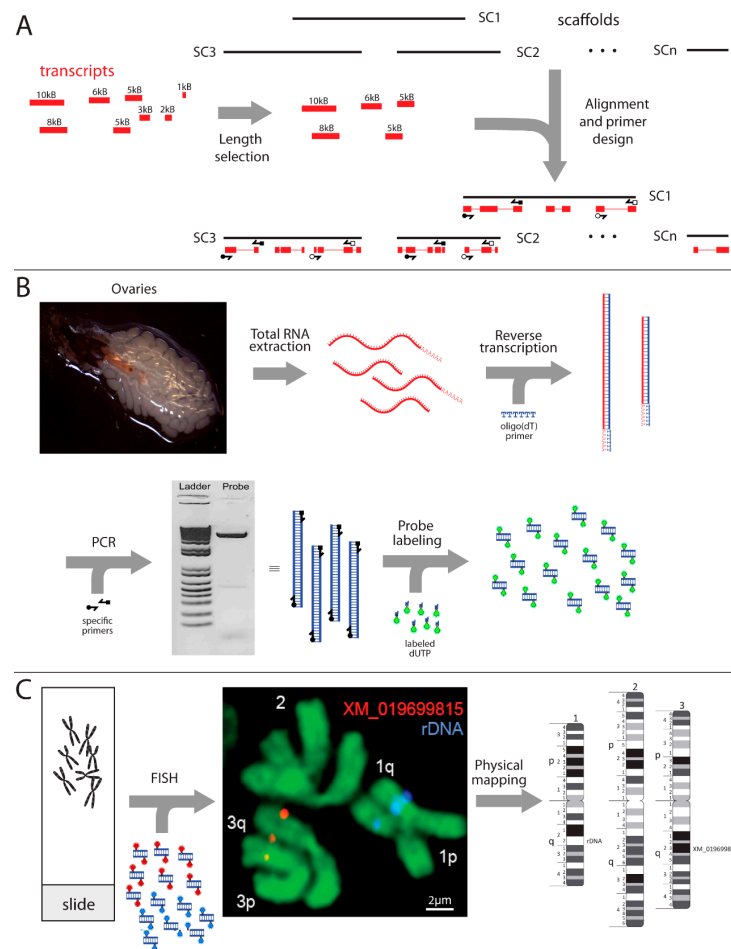 A
SC1
scaffolds
SC3
SC2
SCn
transcripts
10kB
6kB
5kB
1kB
3kB
2kB
8kB
5kB
Length
selection
10kB
6kB
5kB
8kB
5kB
Alignment
and primer
design
SC1
SC3
SC2
SCn
B
Ovaries
Total RNA
extraction
AAAAAA
AAAAAA
Reverse
transcription
TTTTTT
oligo(dT)
primer
PCR
specific
primers
Ladder Probe
≡
Probe
labeling
labeled
dUTP
C
slide
FISH
XM_019699815
rDNA
2
1q
3q
1p
3p
2μm
Physical
mapping
1
2
3
p
p
p
q
q
q
rDNA
XM_0196998